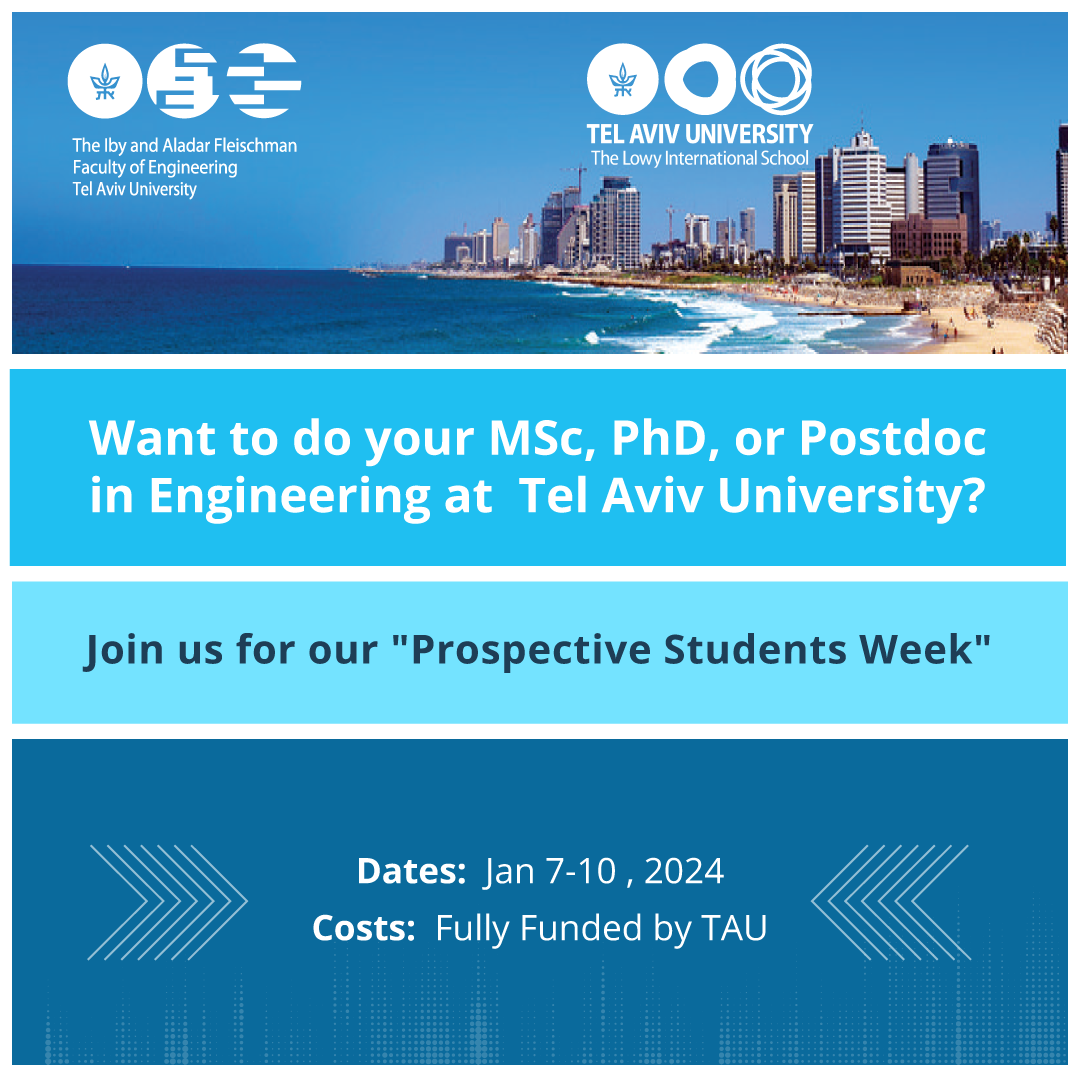 The Iby and Aladar Fleischman
Faculty of Engineering
Tel Aviv University
TEL AVIV UNIVERSITY
The Lowy International School
Want to do your MSc, PhD, or Postdoc
in Engineering at  Tel Aviv University?
Join us for our "Prospective Students Week"
Dates:  Jan 7-10 , 2024
Costs:  Fully Funded by TAU